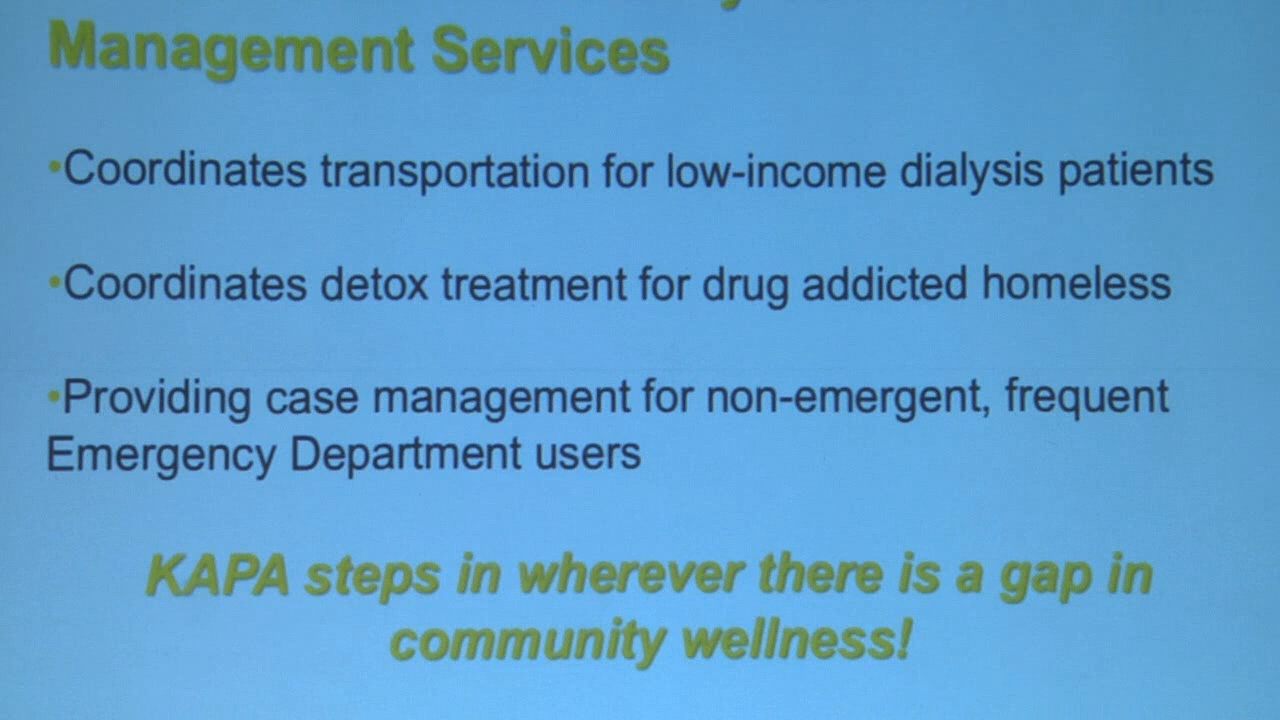 Management Services
•Coordinates transportation for low-income dialysis patients
•Coordinates detox treatment for drug addicted homeless
•Providing case management for non-emergent, frequent
Emergency Department users
KAPA steps in wherever there is a gap in
community wellness!